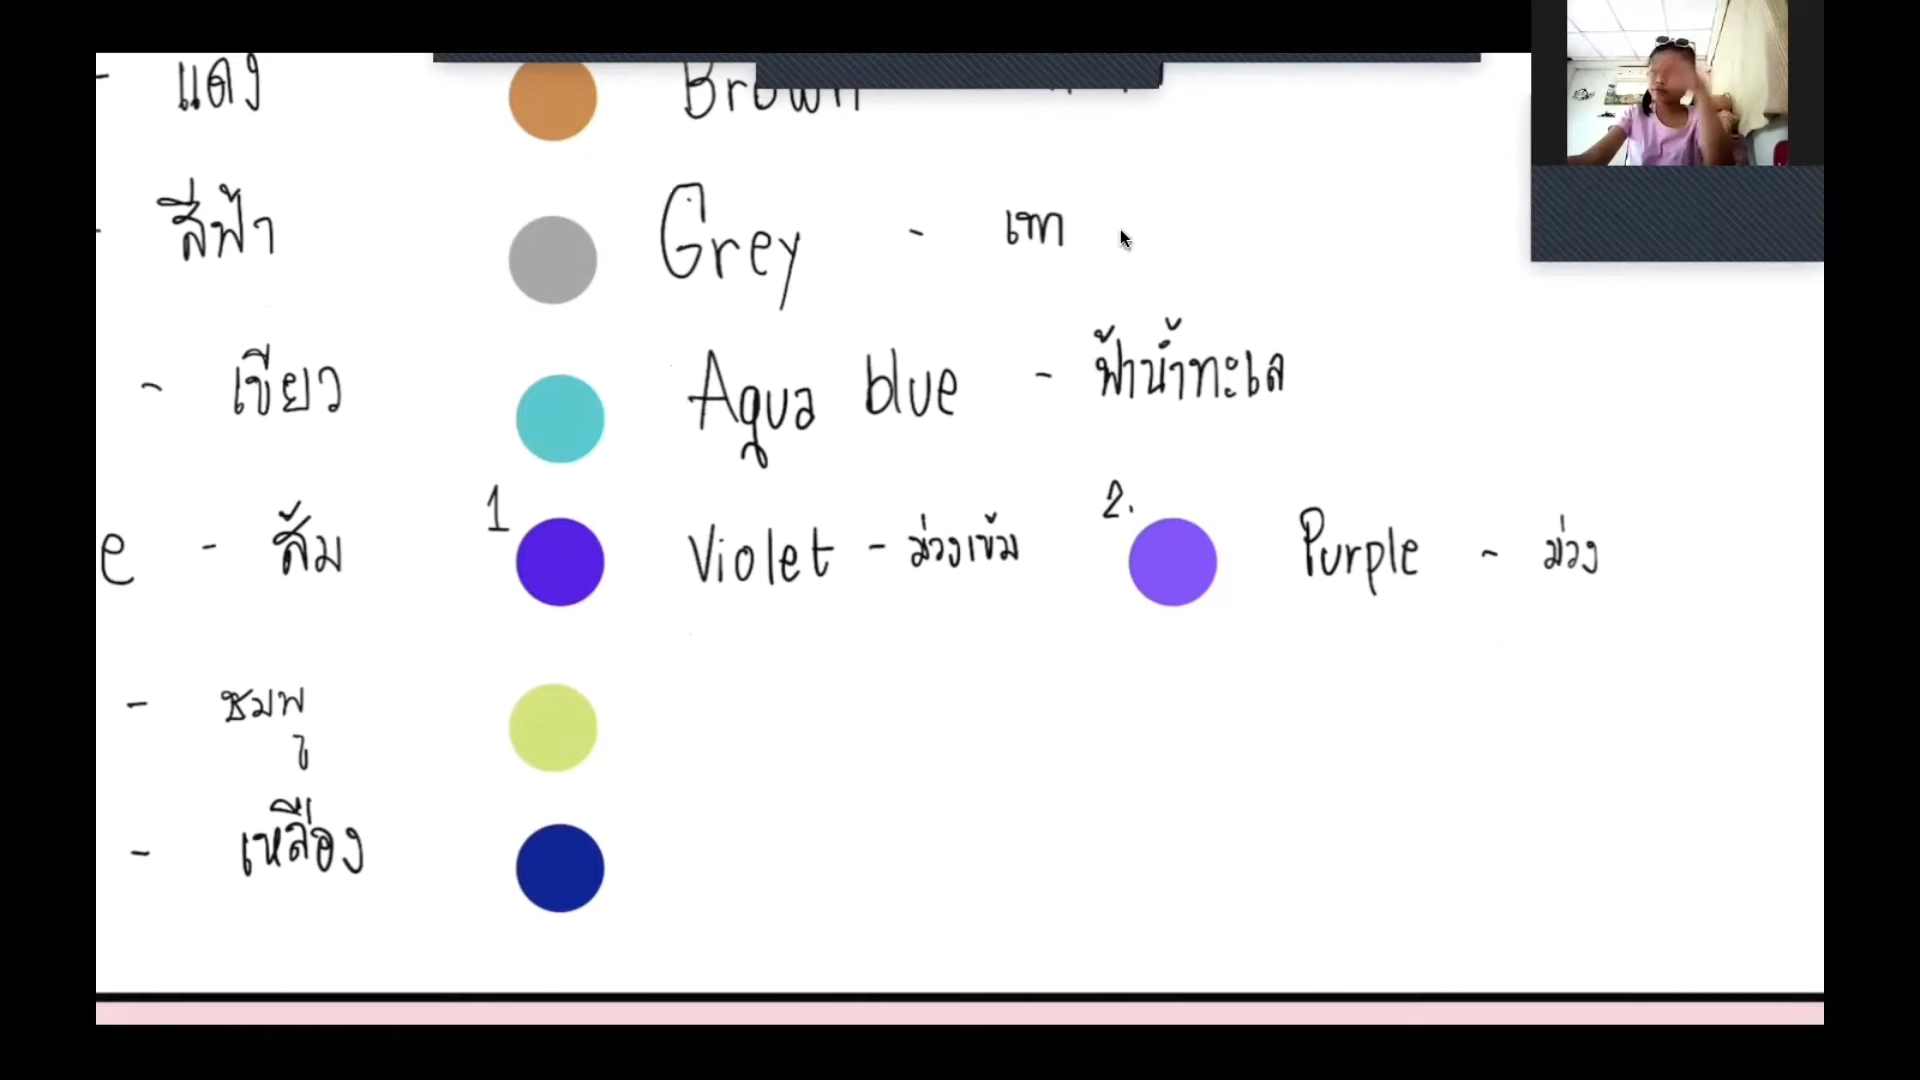 - แดง Brown
- สีฟ้า Grey - เทา
- เขียว Aqua blue - ฟ้าน้ำทะเล
e - ส้ม 1 Violet - ม่วงเข้ม 2. Purple - ม่วง
- ชมพู
- เหลือง